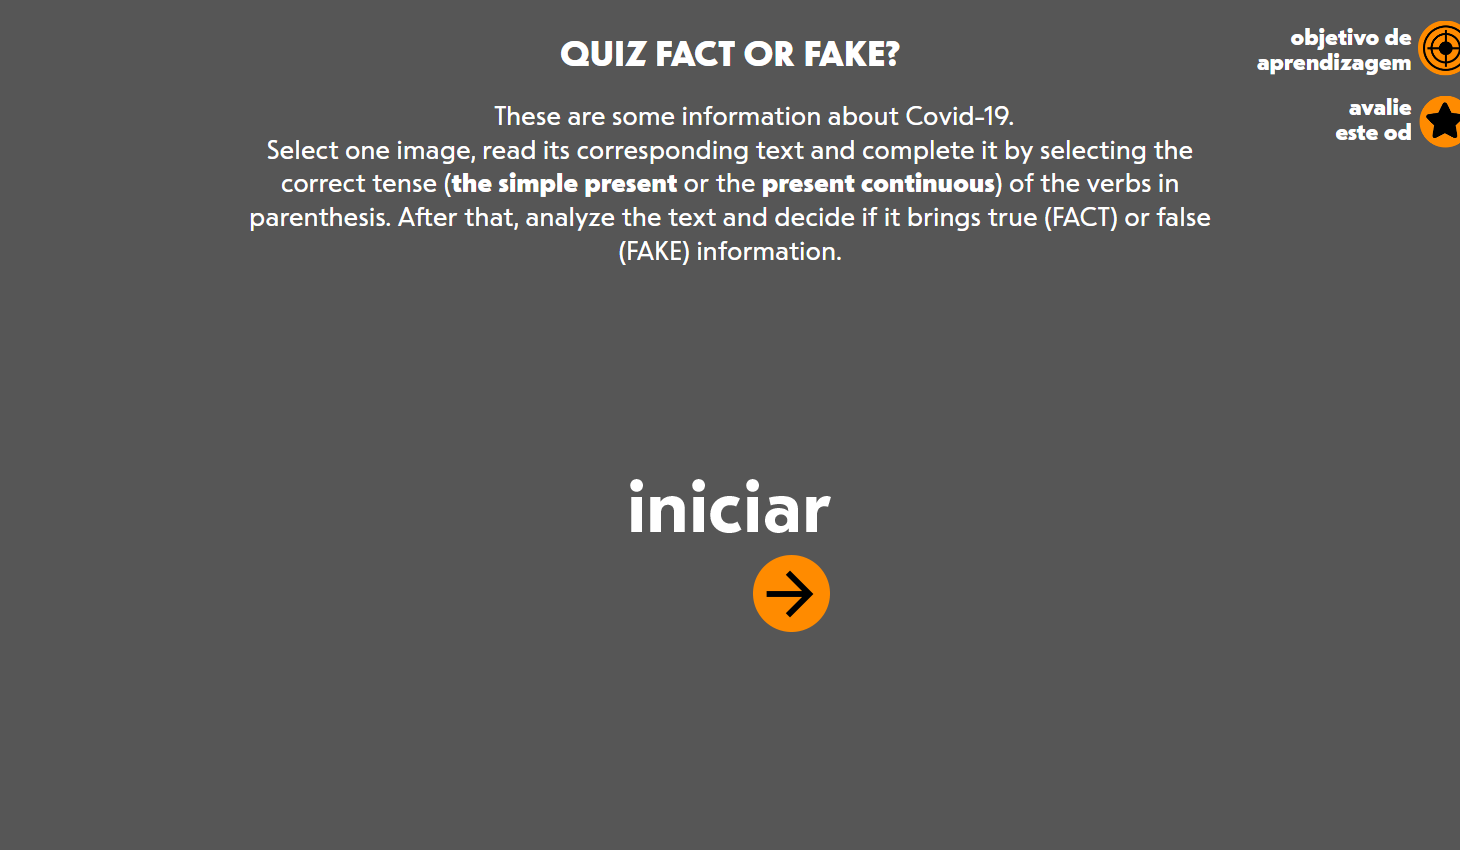 QUIZ FACT OR FAKE?
These are some information about Covid-19.
Select one image, read its corresponding text and complete it by selecting the
correct tense (the simple present or the present continuous) of the verbs in
parenthesis. After that, analyze the text and decide if it brings true (FACT) or false
(FAKE) information.
objetivo de
aprendizagem
avalie
este od
iniciar